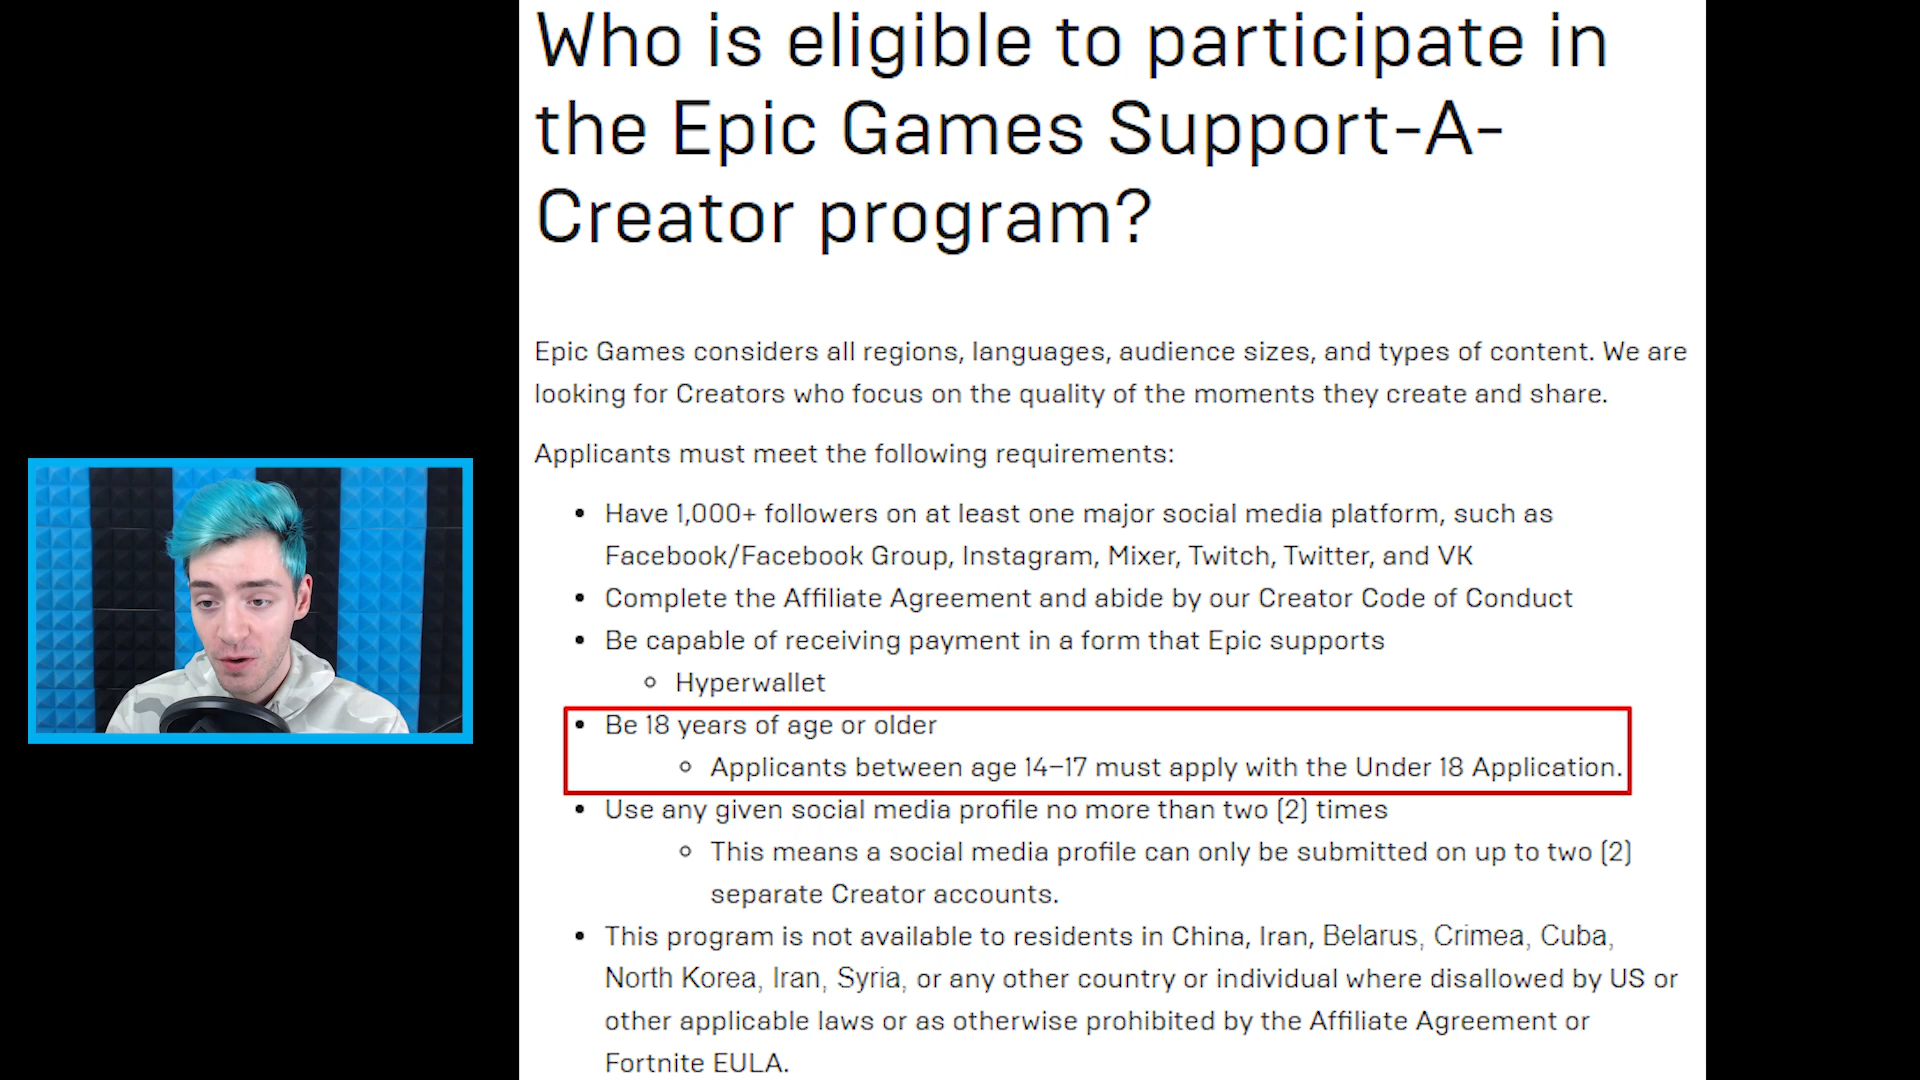 Who is eligible to participate in
the Epic Games Support-A-
Creator program?
Epic Games considers all regions, languages, audience sizes, and types of content. We are
looking for Creators who focus on the quality of the moments they create and share.
Applicants must meet the following requirements:
• Have 1,000+ followers on at least one major social media platform, such as
Facebook/Facebook Group, Instagram, Mixer, Twitch, Twitter, and VK
• Complete the Affiliate Agreement and abide by our Creator Code of Conduct
• Be capable of receiving payment in a form that Epic supports
○ Hyperwallet
• Be 18 years of age or older
○ Applicants between age 14–17 must apply with the Under 18 Application.
• Use any given social media profile no more than two (2) times
○ This means a social media profile can only be submitted on up to two (2)
separate Creator accounts.
• This program is not available to residents in China, Iran, Belarus, Crimea, Cuba,
North Korea, Iran, Syria, or any other country or individual where disallowed by US or
other applicable laws or as otherwise prohibited by the Affiliate Agreement or
Fortnite EULA.